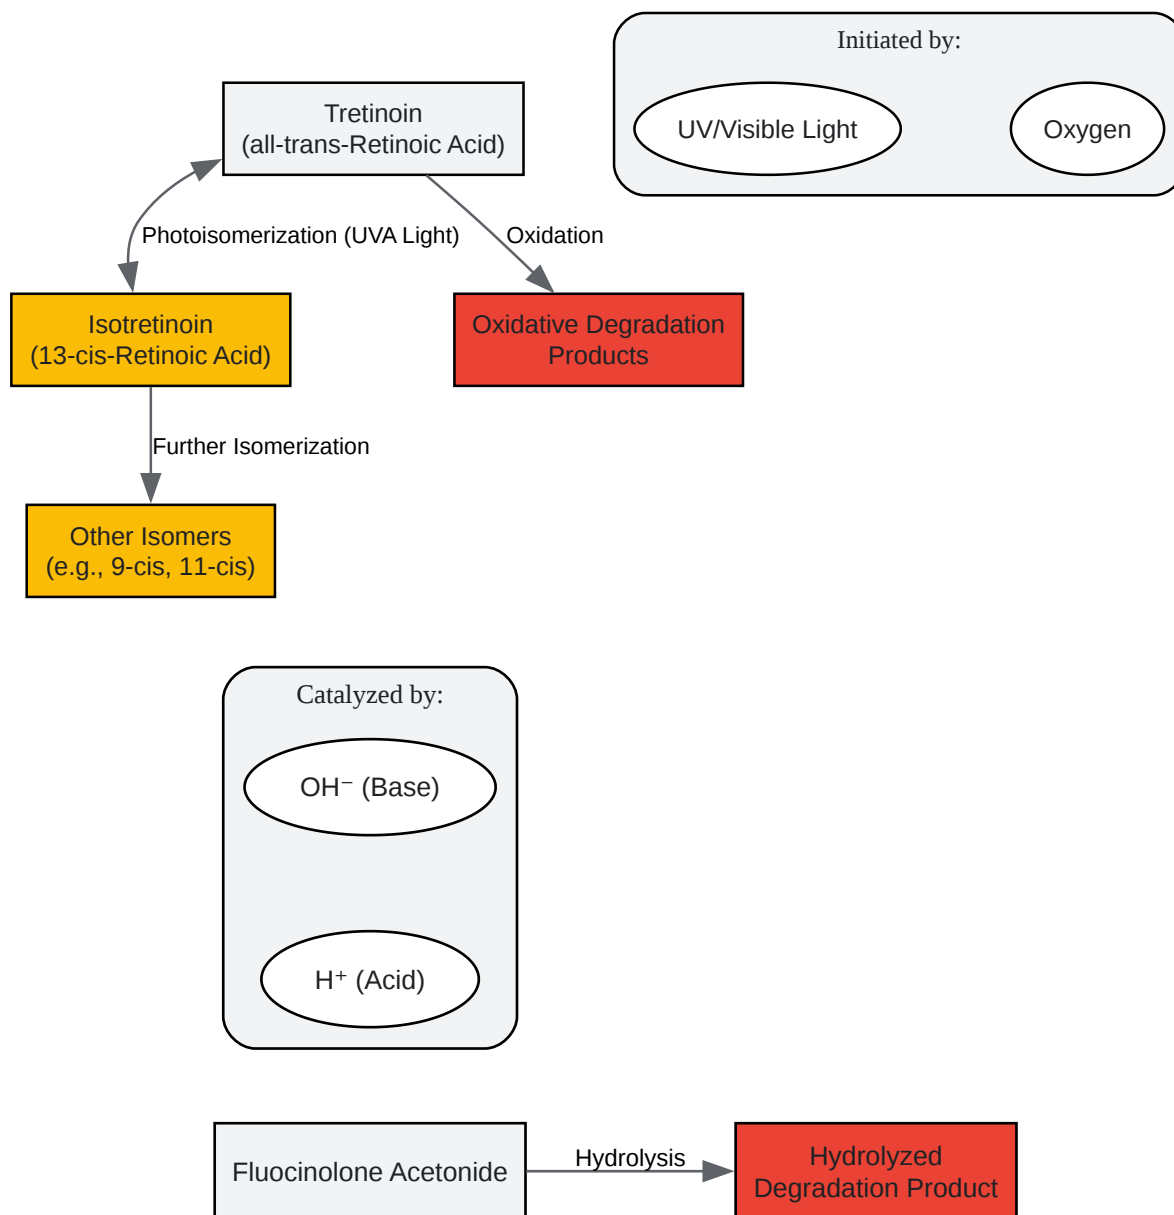 Initiated by:
UV/Visible Light
Oxygen
Tretinoin
(all-trans-Retinoic Acid)
Photoisomerization (UVA Light)
Oxidation
Isotretinoin
(13-cis-Retinoic Acid)
Oxidative Degradation
Products
Further Isomerization
Other Isomers
(e.g., 9-cis, 11-cis)
Catalyzed by:
OH⁻ (Base)
H⁺ (Acid)
Fluocinolone Acetonide
Hydrolysis
Hydrolyzed
Degradation Product